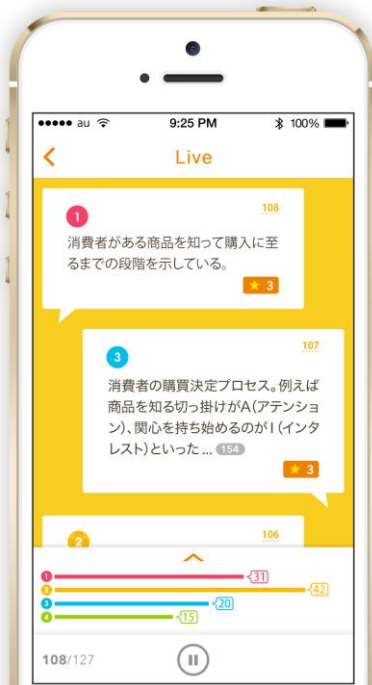 au 9:25 PM 100%
Live
1 108
消費者がある商品を知って購入に至
るまでの段階を示している。
★ 3
3 107
消費者の購買決定プロセス。例えば
商品を知る切っ掛けがA(アテンショ
ン)、関心を持ち始めるのがI(インタ
レスト)といった... 154
★ 3
2 106
1 31
2 42
3 20
4 15
108/127